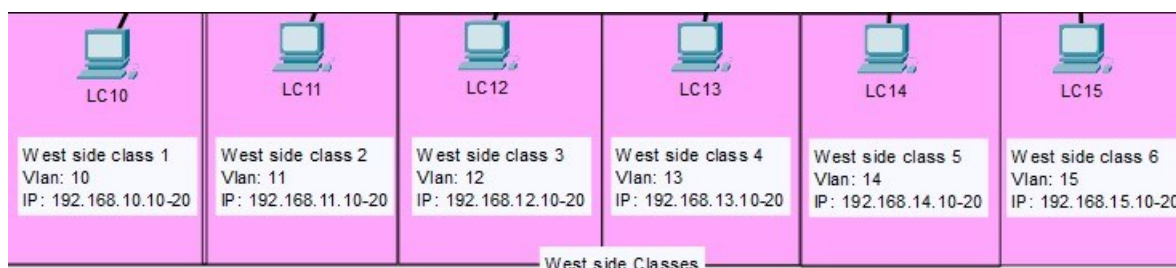 LC10
LC11
LC12
LC13
LC14
LC15
West side class 1
Vlan: 10
IP: 192.168.10.10-20
West side class 2
Vlan: 11
IP: 192.168.11.10-20
West side class 3
Vlan: 12
IP: 192.168.12.10-20
West side class 4
Vlan: 13
IP: 192.168.13.10-20
West side class 5
Vlan: 14
IP: 192.168.14.10-20
West side class 6
Vlan: 15
IP: 192.168.15.10-20
West side Classes